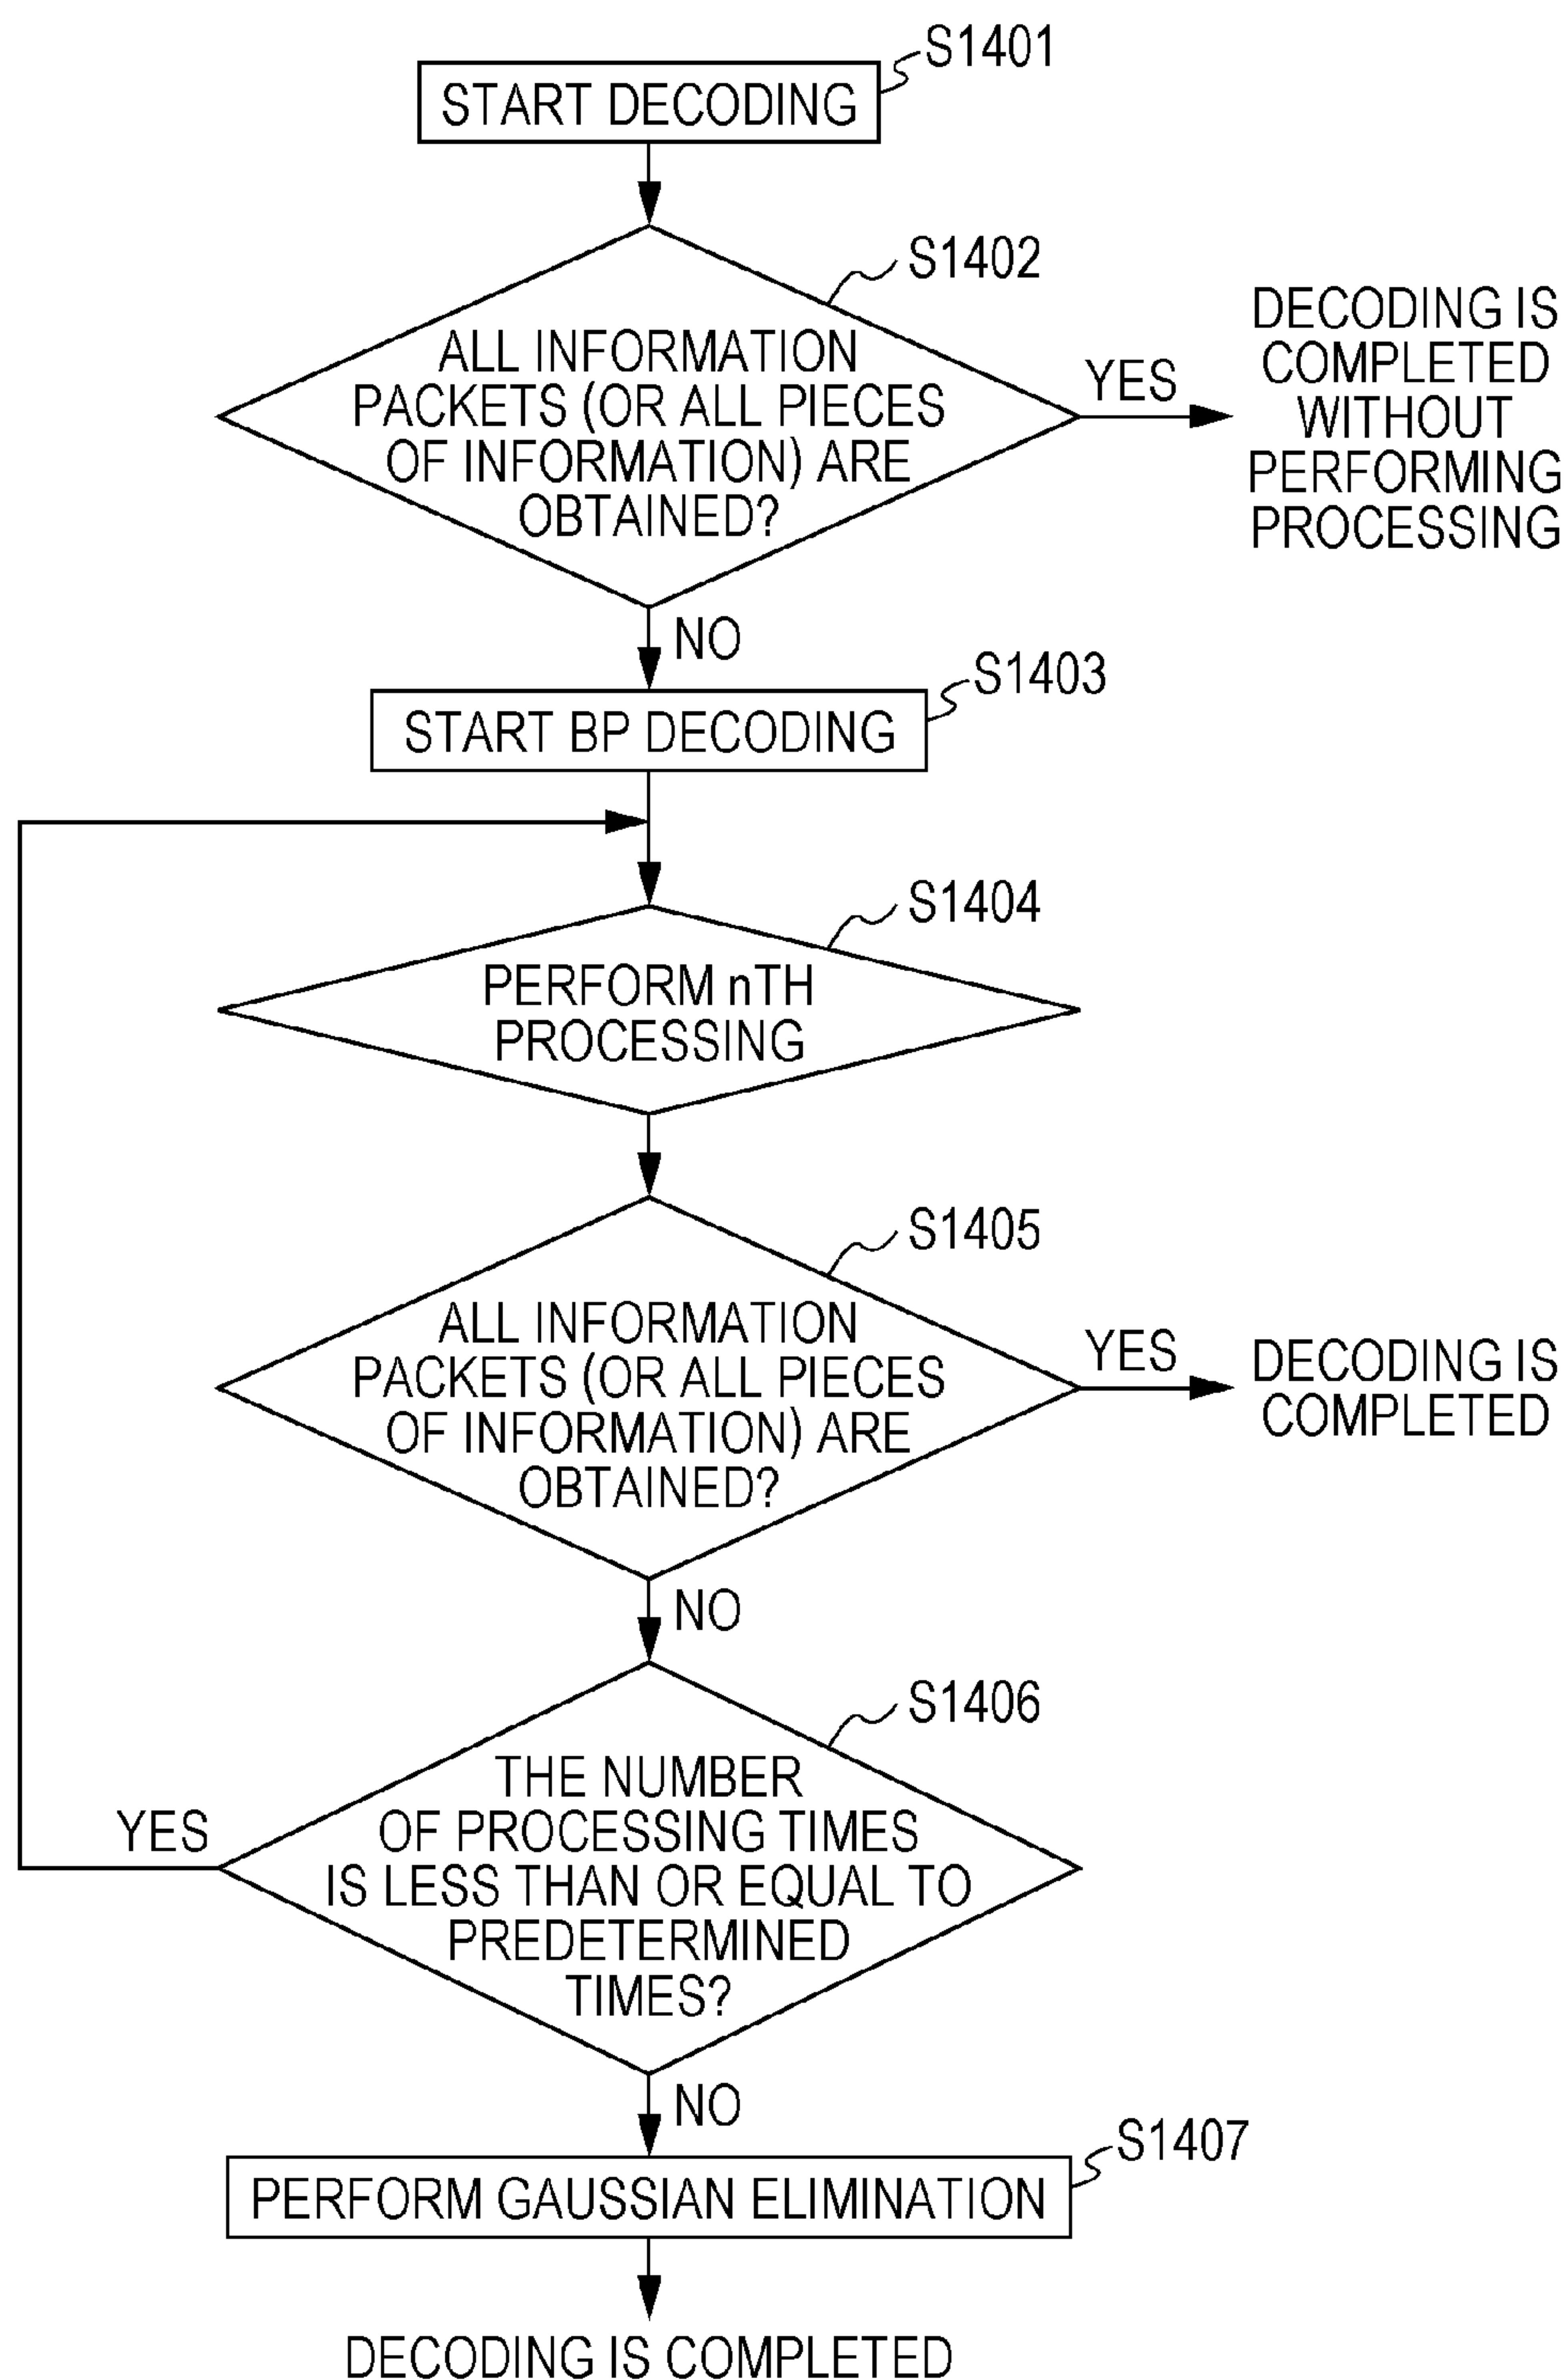 S1401
START DECODING
S1402
ALL INFORMATION
PACKETS (OR ALL PIECES
OF INFORMATION) ARE
OBTAINED?
YES
DECODING IS
COMPLETED
WITHOUT
PERFORMING
PROCESSING
NO
S1403
START BP DECODING
S1404
PERFORM nTH
PROCESSING
S1405
ALL INFORMATION
PACKETS (OR ALL PIECES
OF INFORMATION) ARE
OBTAINED?
YES
DECODING IS
COMPLETED
NO
S1406
THE NUMBER
OF PROCESSING TIMES
IS LESS THAN OR EQUAL TO
PREDETERMINED
TIMES?
YES
NO
S1407
PERFORM GAUSSIAN ELIMINATION
DECODING IS COMPLETED